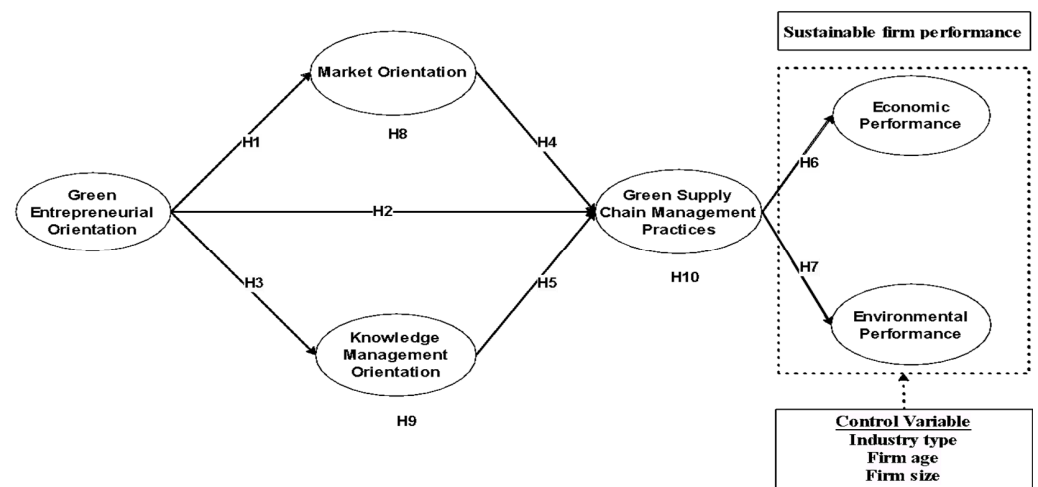 Sustainable firm performance
Market Orientation
H8
Economic
Performance
H1
H4
H6
Green
Entrepreneurial
Orientation
H2
Green Supply
Chain Management
Practices
H10
H3
H5
H7
Knowledge
Management
Orientation
H9
Environmental
Performance
Control Variable
Industry type
Firm age
Firm size